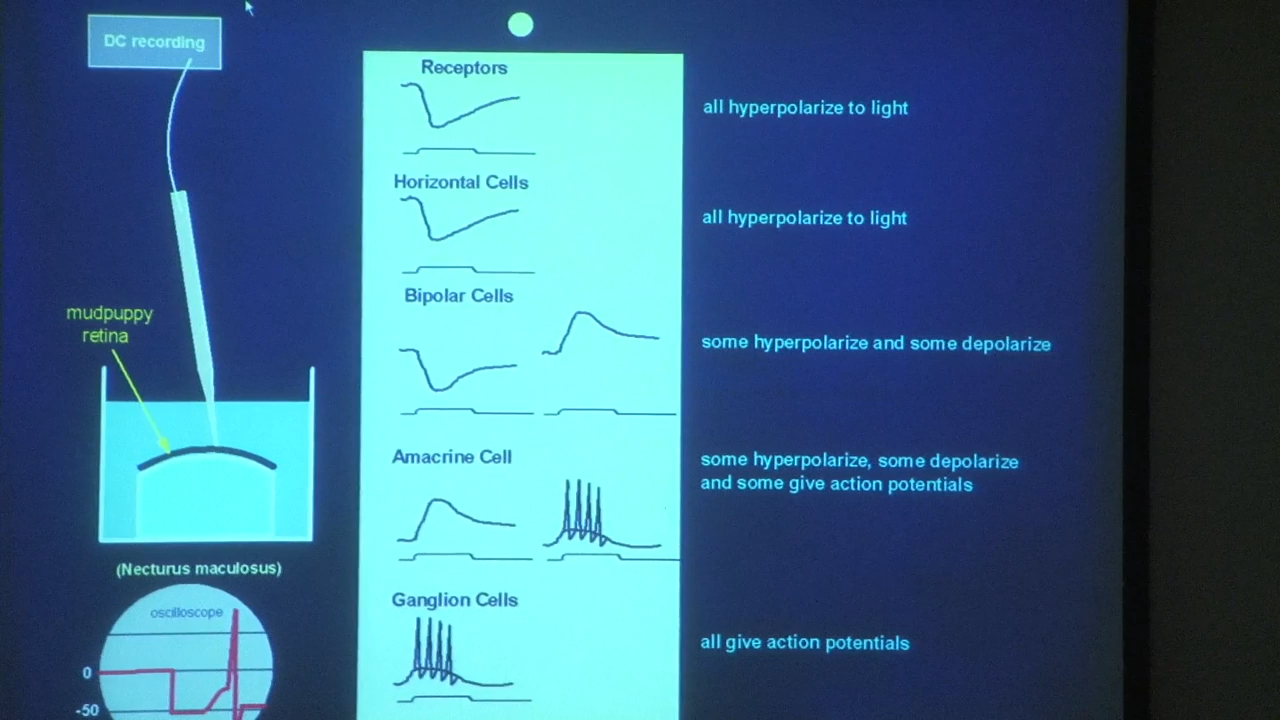 DC recording
mudpuppy
retina
(Necturus maculosus)
oscilloscope
0
-50
Receptors
all hyperpolarize to light
Horizontal Cells
all hyperpolarize to light
Bipolar Cells
some hyperpolarize and some depolarize
Amacrine Cell
some hyperpolarize, some depolarize
and some give action potentials
Ganglion Cells
all give action potentials